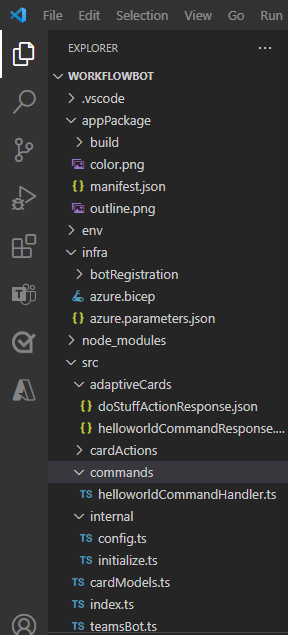 File Edit Selection View Go Run
EXPLORER
WORKFLOWBOT
.vscode
appPackage
build
color.png
{} manifest.json
outline.png
env
infra
botRegistration
azure.bicep
{} azure.parameters.json
node_modules
src
adaptiveCards
{} doStuffActionResponse.json
{} helloworldCommandResponse....
cardActions
commands
TS helloworldCommandHandler.ts
internal
TS config.ts
TS initialize.ts
TS cardModels.ts
TS index.ts
TS teamsBot.ts